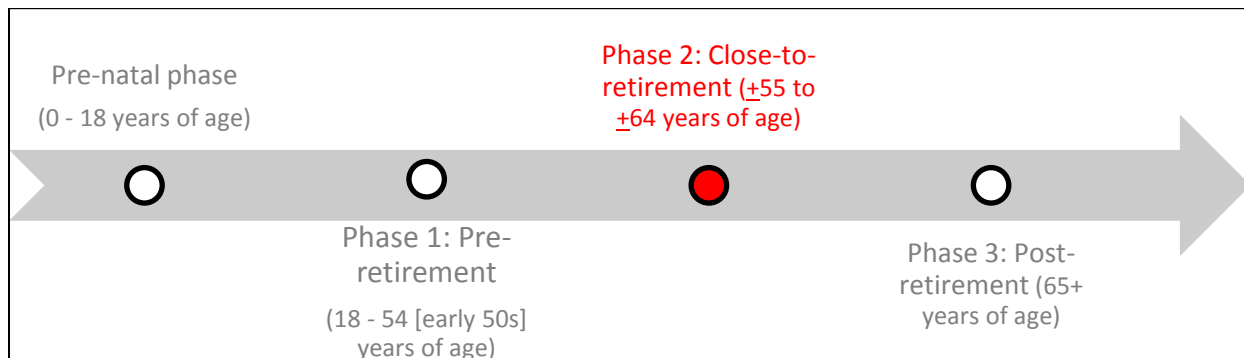 Pre-natal phase
(0 - 18 years of age)
Phase 1: Pre-
retirement
(18 - 54 [early 50s]
years of age)
Phase 2: Close-to-
retirement (+55 to
+64 years of age)
Phase 3: Post-
retirement (65+
years of age)